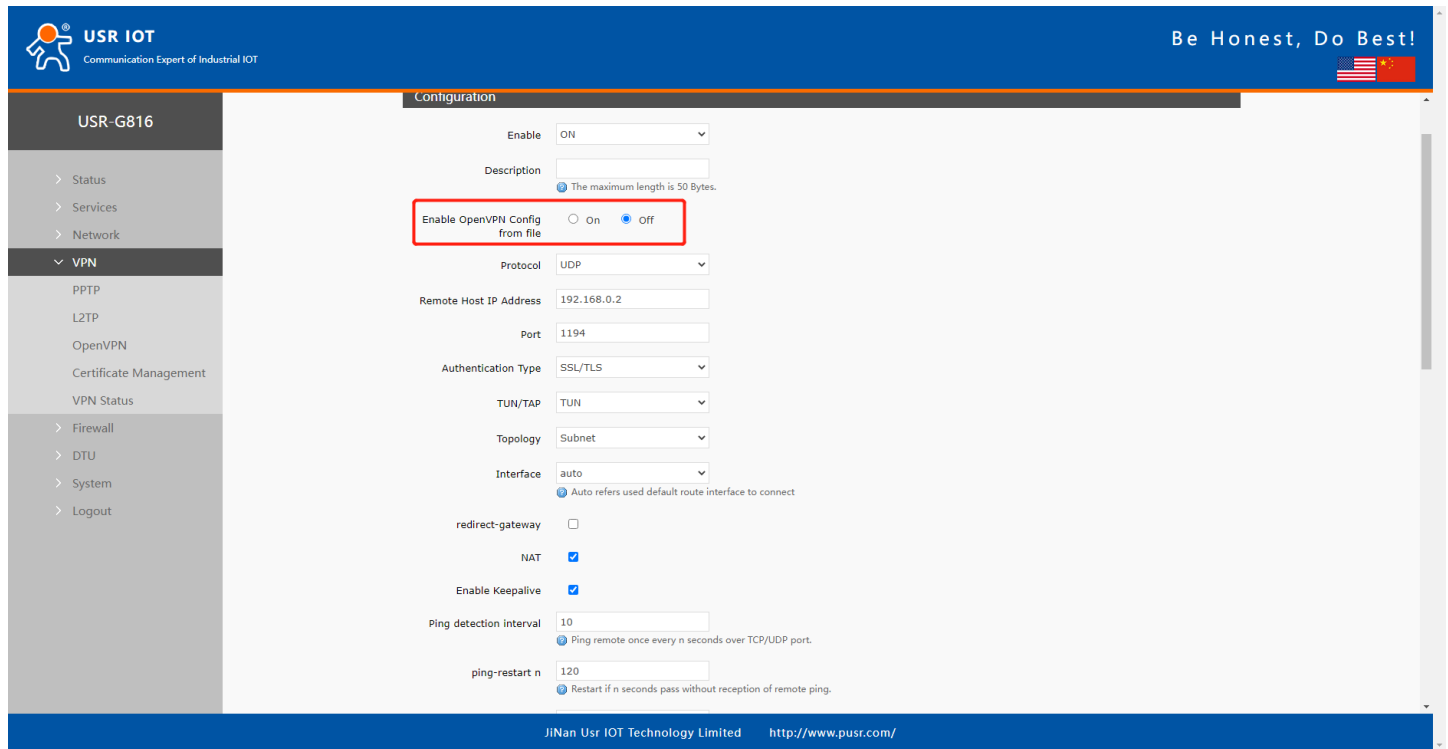 USR IOT
Communication Expert of Industrial IOT
Be Honest, Do Best!
USR-G816
Status
Services
Network
VPN
PPTP
L2TP
OpenVPN
Certificate Management
VPN Status
Firewall
DTU
System
Logout
Configuration
Enable ON
Description
The maximum length is 50 Bytes.
Enable OpenVPN Config On Off
from file
Protocol UDP
Remote Host IP Address 192.168.0.2
Port 1194
Authentication Type SSL/TLS
TUN/TAP TUN
Topology Subnet
Interface auto
Auto refers used default route interface to connect
redirect-gateway
NAT
Enable Keepalive
Ping detection interval 10
Ping remote once every n seconds over TCP/UDP port.
ping-restart n 120
Restart if n seconds pass without reception of remote ping.
JiNan Usr IOT Technology Limited http://www.pusr.com/